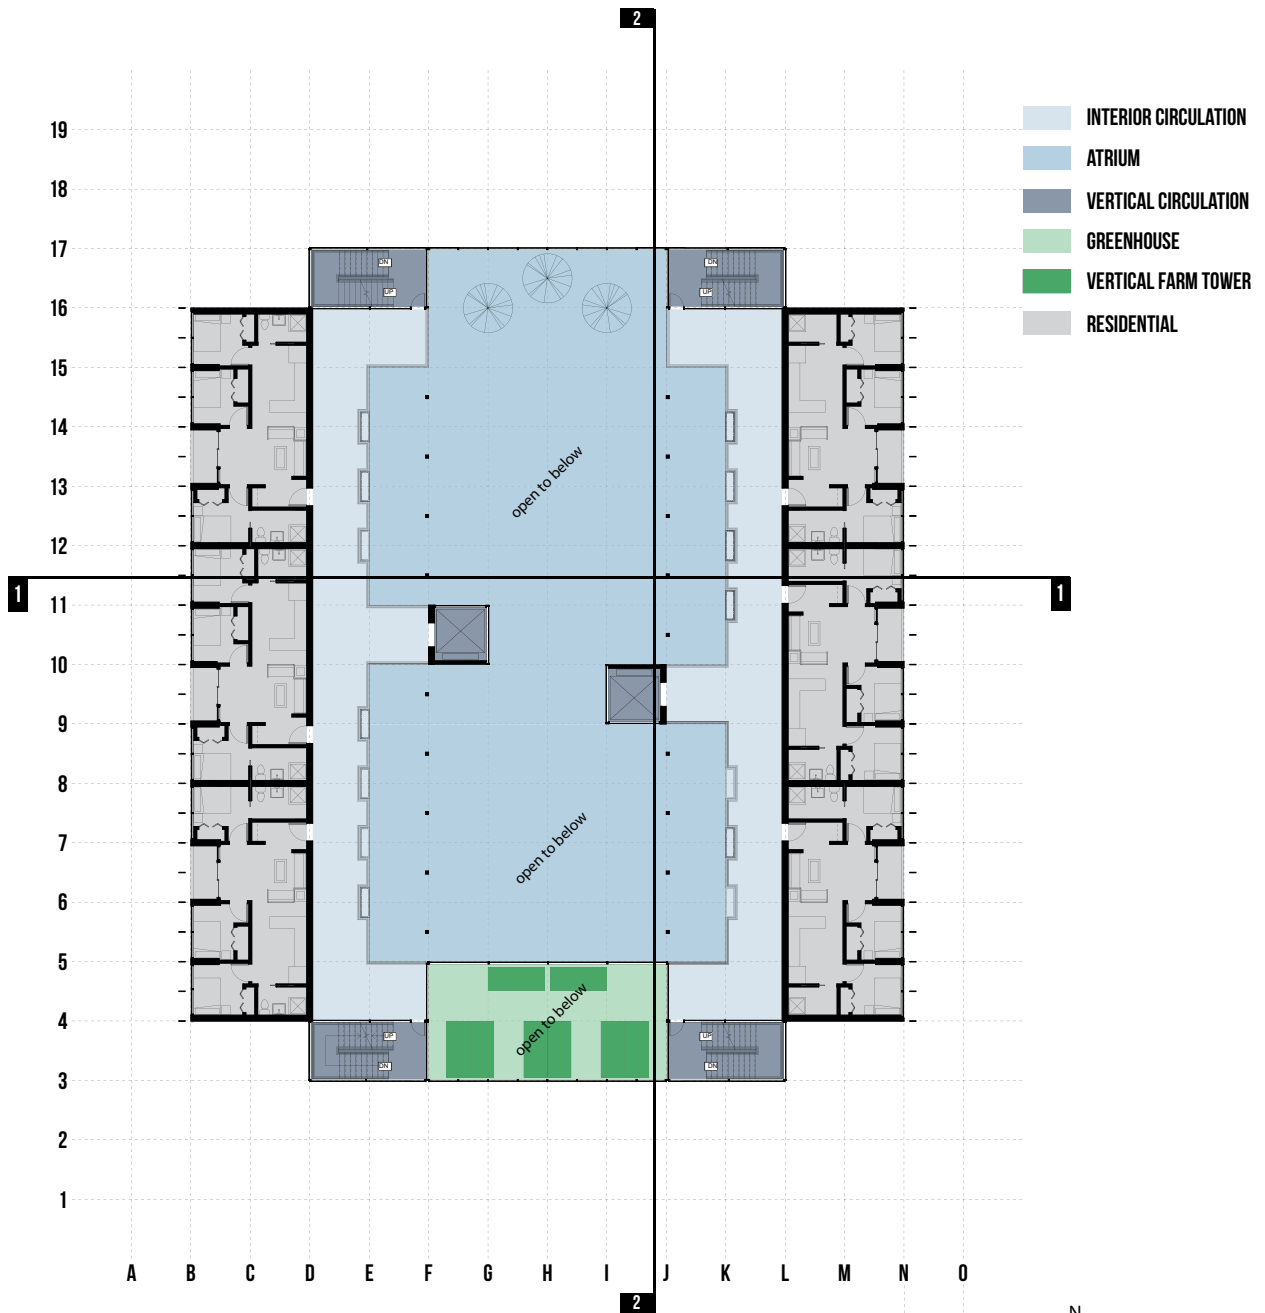 2
INTERIOR CIRCULATION
19
ATRIUM
18
VERTICAL CIRCULATION
GREENHOUSE
17
DN
DN
VERTICAL FARM TOWER
UP
UP
16
RESIDENTIAL
15
14
open to below
13
12
1
1
11
10
9
8
7
open to below
6
5
open to below
4
UP
UP
DN
DN
3
2
1
A B C D E F G H I J K L M N O
2
N